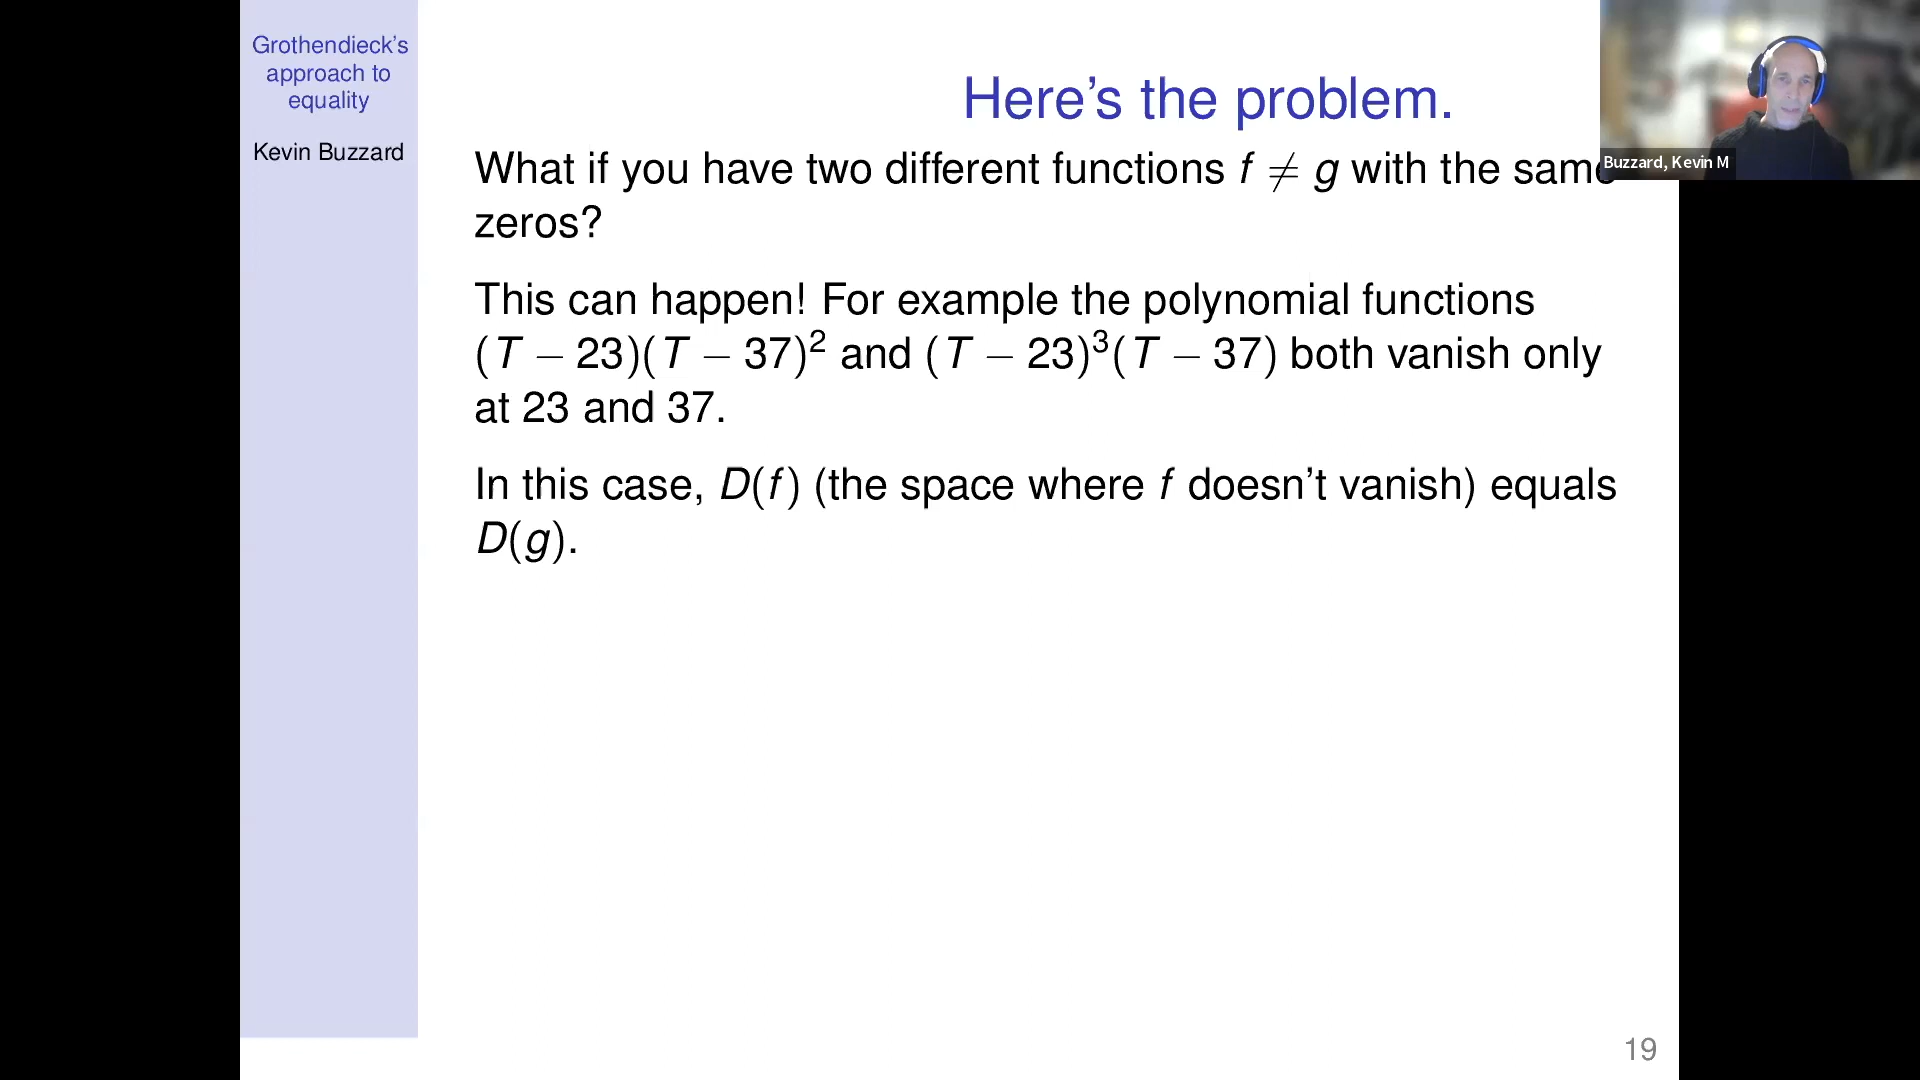 Grothendieck's
approach to
equality
Kevin Buzzard
Here's the problem.
What if you have two different functions f ≠ g with the same
zeros?
This can happen! For example the polynomial functions
(T − 23)(T − 37)² and (T − 23)³(T − 37) both vanish only
at 23 and 37.
In this case, D(f) (the space where f doesn't vanish) equals
D(g).
Buzzard, Kevin M
19